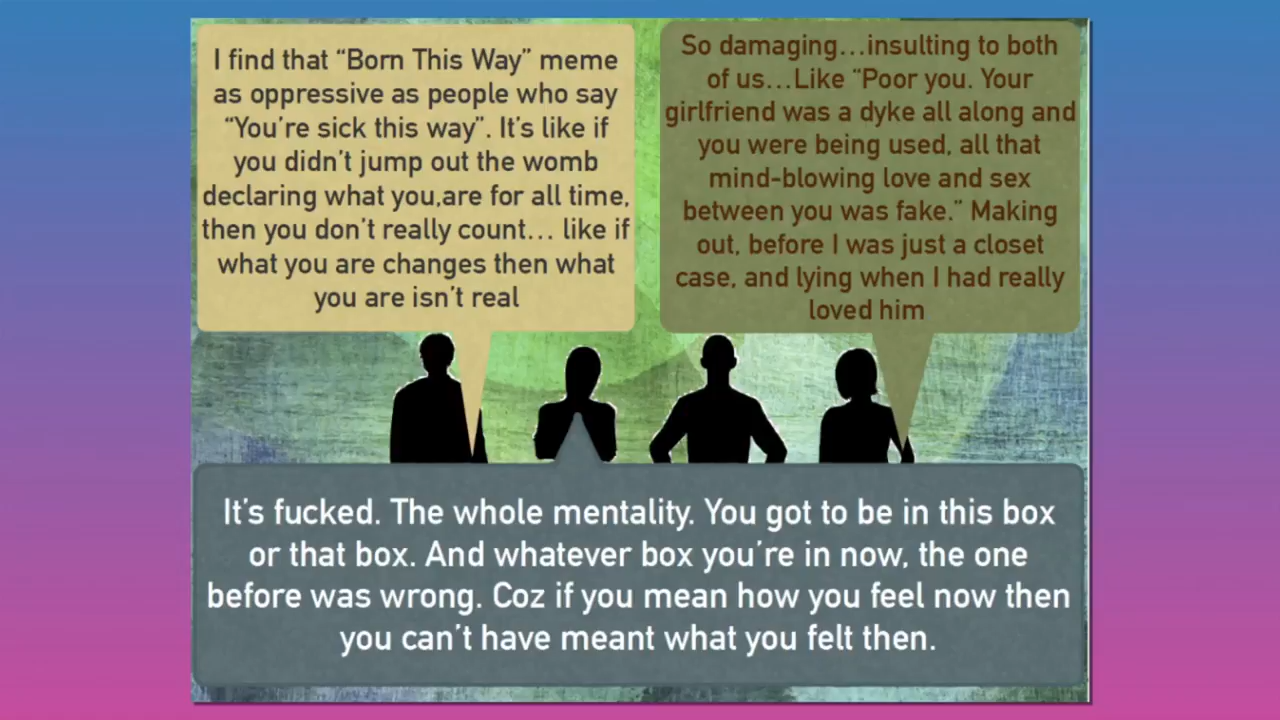 I find that “Born This Way” meme
as oppressive as people who say
“You’re sick this way”. It’s like if
you didn’t jump out the womb
declaring what you,are for all time,
then you don’t really count... like if
what you are changes then what
you are isn’t real
So damaging...insulting to both
of us...Like “Poor you. Your
girlfriend was a dyke all along and
you were being used, all that
mind-blowing love and sex
between you was fake.” Making
out, before I was just a closet
case, and lying when I had really
loved him
It’s fucked. The whole mentality. You got to be in this box
or that box. And whatever box you’re in now, the one
before was wrong. Coz if you mean how you feel now then
you can’t have meant what you felt then.